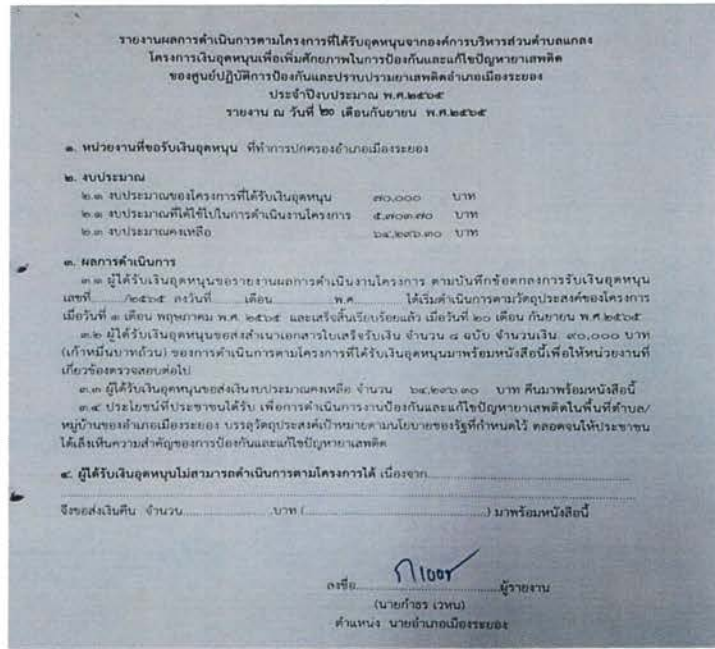 รายงานผลการดำเนินการตามโครงการที่ได้รับอุดหนุนจากองค์การบริหารส่วนตำบลแกลง
โครงการเงินอุดหนุนเพื่อเพิ่มศักยภาพในการป้องกันและแก้ไขปัญหายาเสพติด
ของศูนย์ปฏิบัติการป้องกันและปราบปรามยาเสพติดอำเภอเมืองระยอง
ประจำปีงบประมาณ พ.ศ.๒๕๖๕
รายงาน ณ วันที่ ๒๐ เดือนกันยายน พ.ศ.๒๕๖๕
๑. หน่วยงานที่ขอรับเงินอุดหนุน ที่ทำการปกครองอำเภอเมืองระยอง
๒. งบประมาณ
๒.๑ งบประมาณของโครงการที่ได้รับเงินอุดหนุน ๗๐,๐๐๐ บาท
๒.๒ งบประมาณที่ได้ใช้ไปในการดำเนินงานโครงการ ๕,๗๐๓.๗๐ บาท
๒.๓ งบประมาณคงเหลือ ๖๔,๒๙๖.๓๐ บาท
๓. ผลการดำเนินการ
๓.๑ ผู้ได้รับเงินอุดหนุนขอรายงานผลการดำเนินงานโครงการ ตามบันทึกข้อตกลงการรับเงินอุดหนุน
เลขที่......../๒๕๖๕ ลงวันที่..........เดือน................พ.ศ..............ได้เริ่มดำเนินการตามวัตถุประสงค์ของโครงการ
เมื่อวันที่ ๑ เดือน พฤษภาคม พ.ศ. ๒๕๖๕ และเสร็จสิ้นเรียบร้อยแล้ว เมื่อวันที่ ๒๐ เดือน กันยายน พ.ศ.๒๕๖๕
๓.๒ ผู้ได้รับเงินอุดหนุนขอส่งสำเนาเอกสารใบเสร็จรับเงิน จำนวน ๘ ฉบับ จำนวนเงิน ๙๐,๐๐๐ บาท
(เก้าหมื่นบาทถ้วน) ของการดำเนินการตามโครงการที่ได้รับเงินอุดหนุนมาพร้อมหนังสือนี้เพื่อให้หน่วยงานที่
เกี่ยวข้องตรวจสอบต่อไป
๓.๓ ผู้ได้รับเงินอุดหนุนขอส่งเงินงบประมาณคงเหลือ จำนวน ๖๔,๒๙๖.๓๐ บาท คืนมาพร้อมหนังสือนี้
๓.๔ ประโยชน์ที่ประชาชนได้รับ เพื่อการดำเนินการงานป้องกันและแก้ไขปัญหายาเสพติดในพื้นที่ตำบล/
หมู่บ้านของอำเภอเมืองระยอง บรรลุวัตถุประสงค์เป้าหมายตามนโยบายของรัฐที่กำหนดไว้ ตลอดจนให้ประชาชน
ได้เล็งเห็นความสำคัญของการป้องกันและแก้ไขปัญหายาเสพติด
๔. ผู้ได้รับเงินอุดหนุนไม่สามารถดำเนินการตามโครงการได้ เนื่องจาก..............................
จึงขอส่งเงินคืน จำนวน....................บาท (..............................) มาพร้อมหนังสือนี้
ลงชื่อ..............................ผู้รายงาน
(นายกำธร เวหน)
ตำแหน่ง นายอำเภอเมืองระยอง